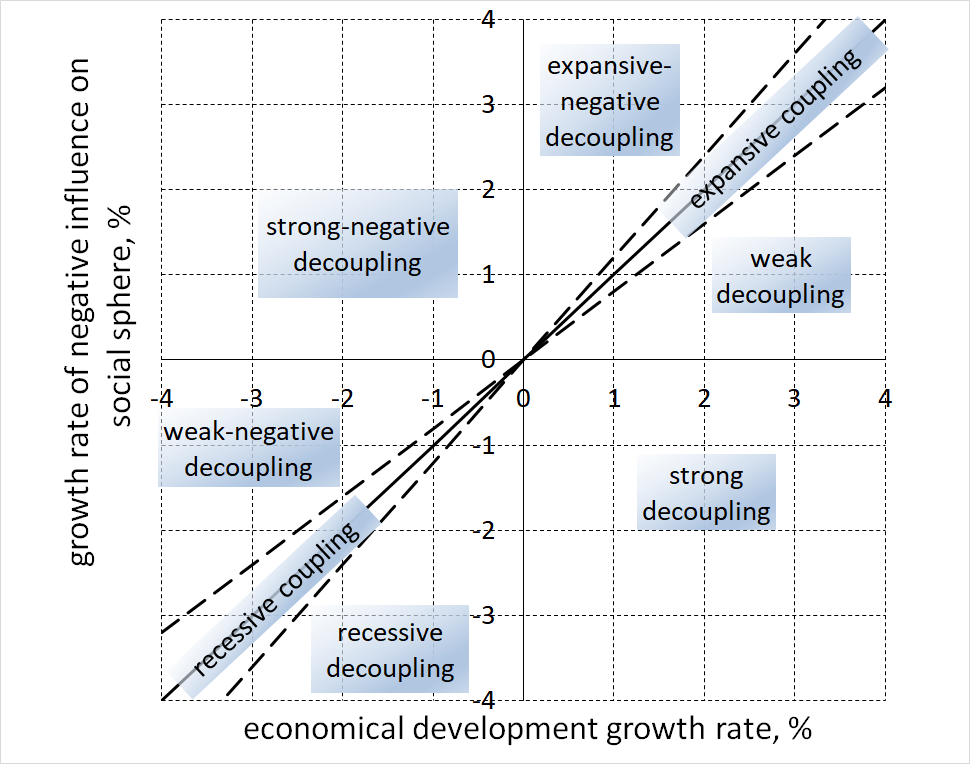 growth rate of negative influence on
social sphere, %
4
expansive-
negative
decoupling
expansive coupling
3
2
strong-negative
decoupling
1
weak
decoupling
0
-4
-3
-2
-1
0
1
2
3
4
weak-negative
decoupling
-1
strong
decoupling
-2
recessive coupling
-3
recessive
decoupling
-4
economical development growth rate, %